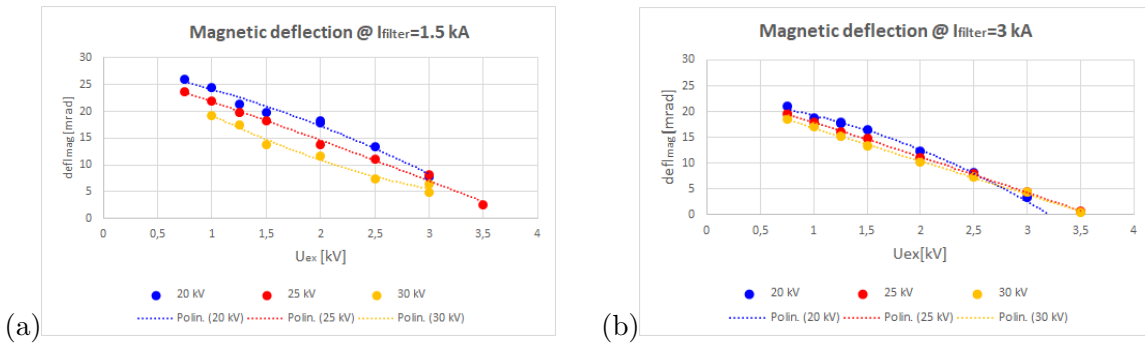 Magnetic deflection @ Ifilter=1.5 kA
30
25
20
15
10
5
0
deflmag [mrad]
0
0,5
1
1,5
2
2,5
3
3,5
4
Uex [kV]
20 kV
25 kV
30 kV
Polin. (20 kV)
Polin. (25 kV)
Polin. (30 kV)
(a)
Magnetic deflection @ Ifilter=3 kA
30
25
20
15
10
5
0
deflmag [mrad]
0
0,5
1
1,5
2
2,5
3
3,5
4
Uex[kV]
20 kV
25 kV
30 kV
Polin. (20 kV)
Polin. (25 kV)
Polin. (30 kV)
(b)